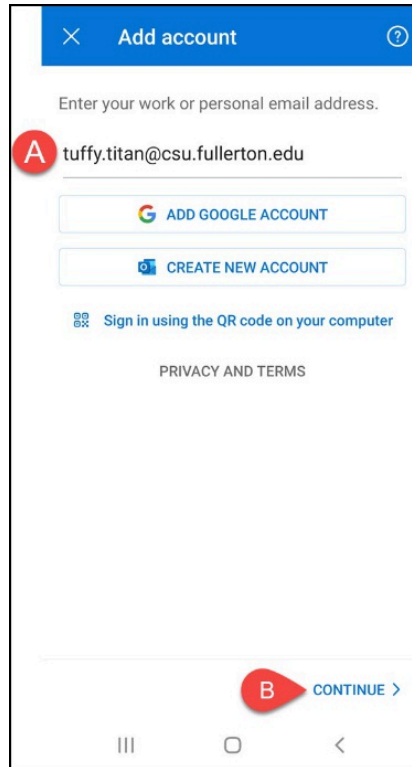 Add account
Enter your work or personal email address.
A tuffy.titan@csu.fullerton.edu
ADD GOOGLE ACCOUNT
CREATE NEW ACCOUNT
Sign in using the QR code on your computer
PRIVACY AND TERMS
B CONTINUE >